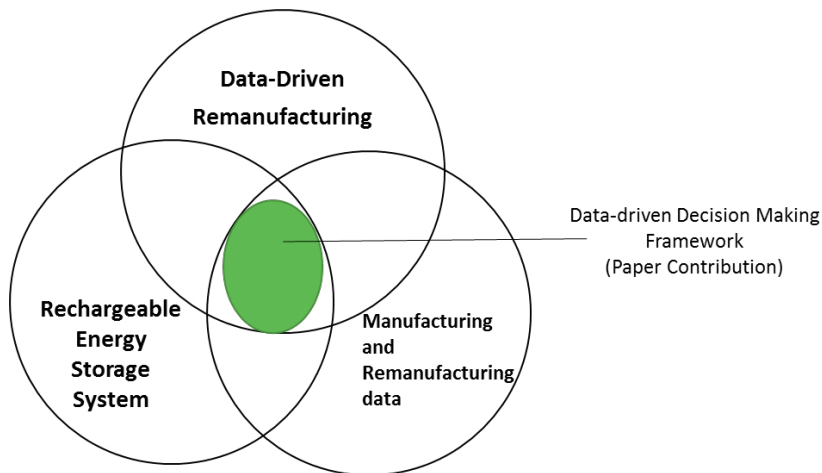 Data-Driven
Remanufacturing
Data-driven Decision Making
Framework
(Paper Contribution)
Rechargeable
Energy
Storage
System
Manufacturing
and
Remanufacturing
data